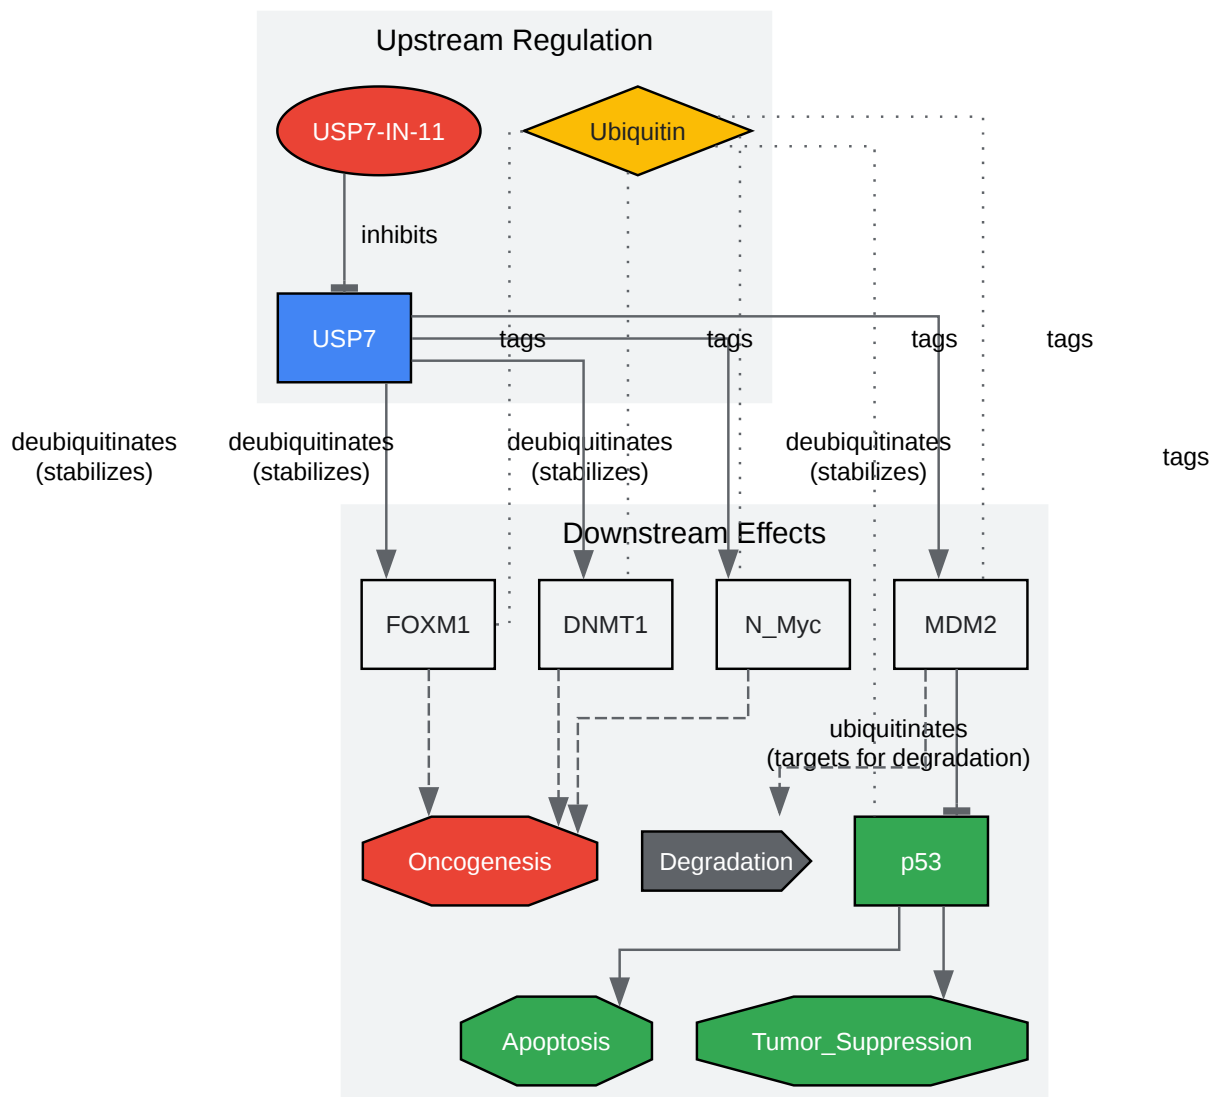 Upstream Regulation
USP7-IN-11
Ubiquitin
inhibits
USP7
tags
tags
tags
tags
deubiquitinates
(stabilizes)
deubiquitinates
(stabilizes)
deubiquitinates
(stabilizes)
deubiquitinates
(stabilizes)
tags
Downstream Effects
FOXM1
DNMT1
N_Myc
MDM2
ubiquitinates
(targets for degradation)
Oncogenesis
Degradation
p53
Apoptosis
Tumor_Suppression